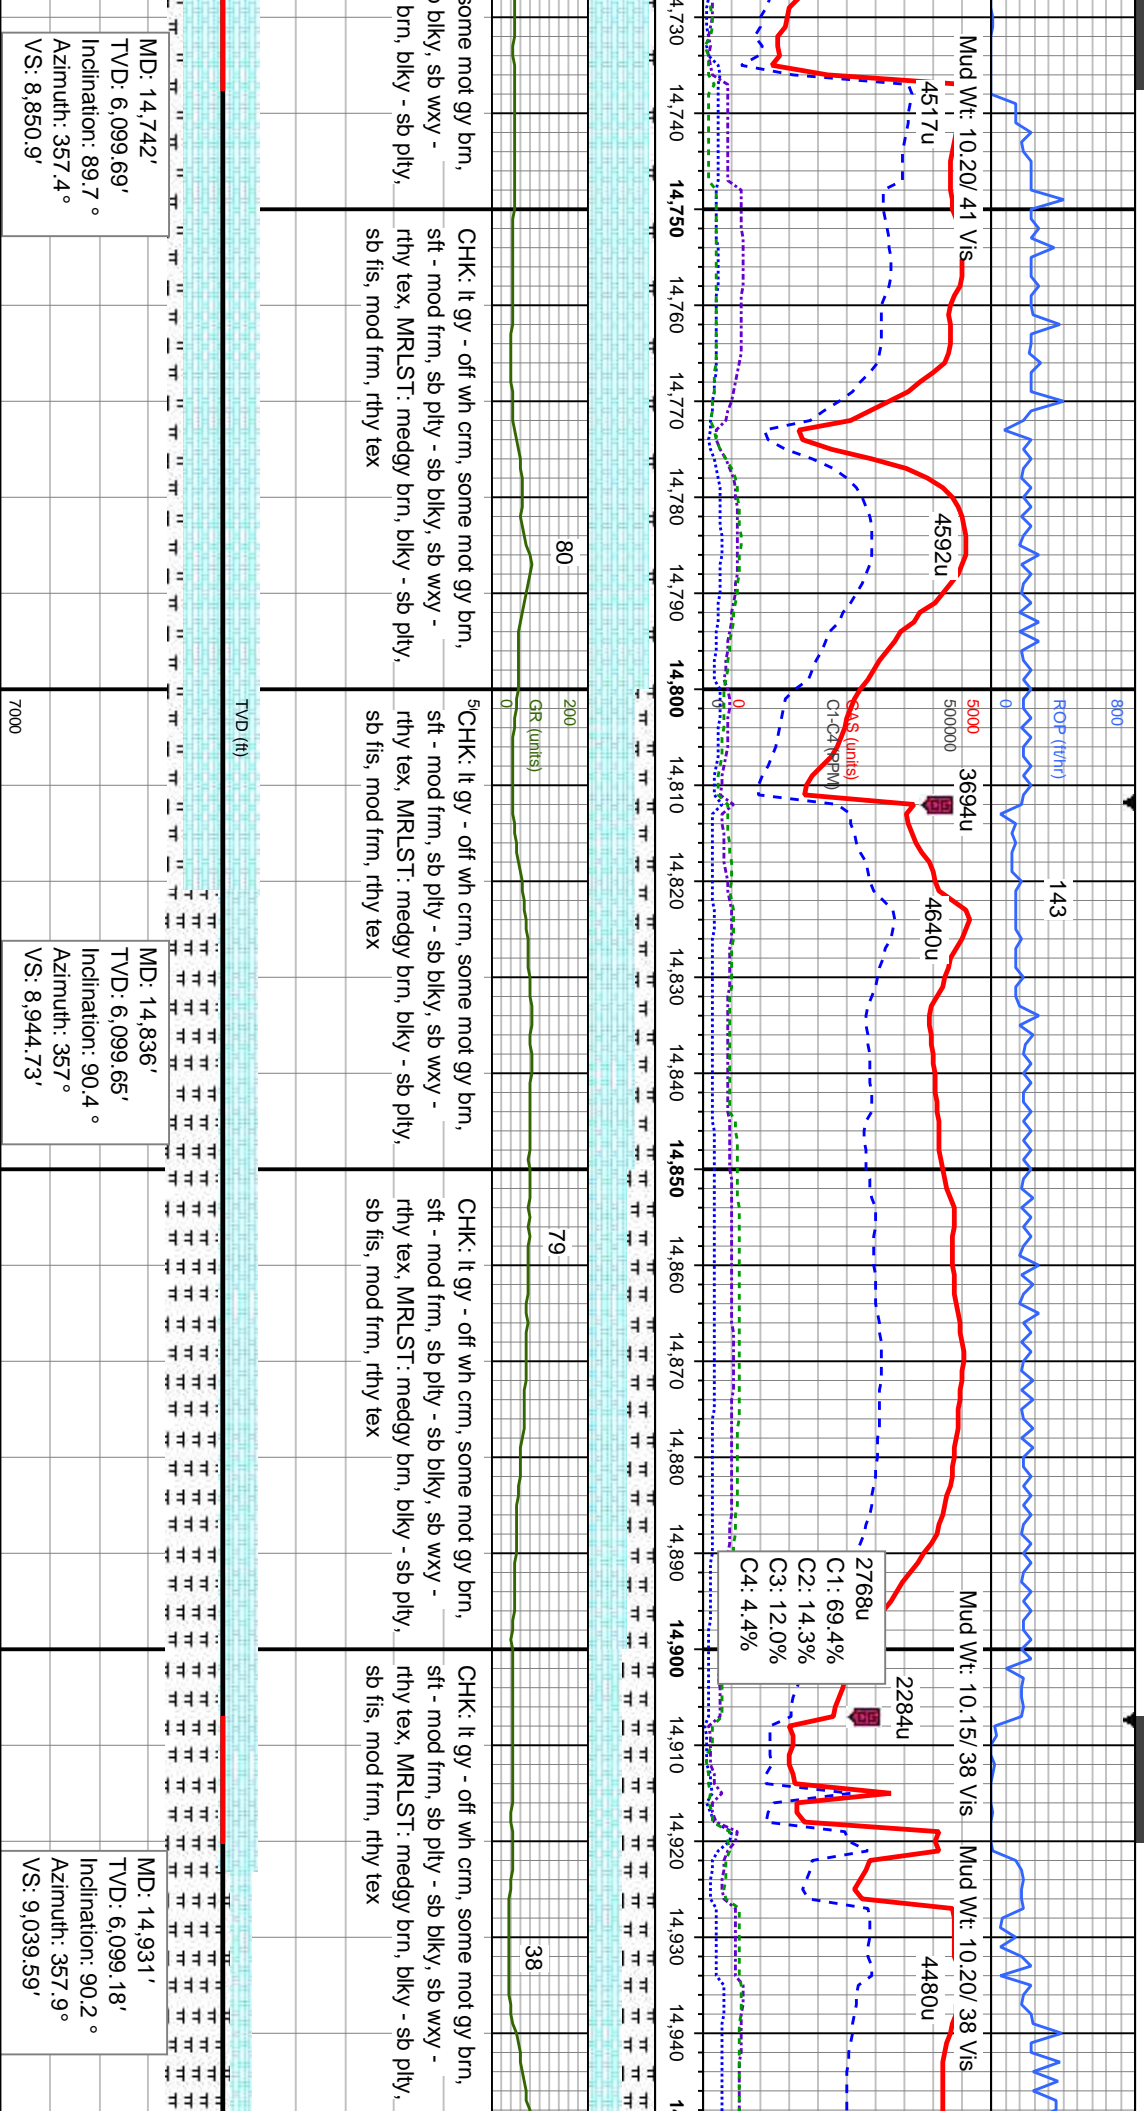 800
ROP (ft/hr)
0
143
Mud Wt: 10.20/ 41 Vis
Mud Wt: 10.15/ 38 Vis
Mud Wt: 10.20/ 38 Vis
4517u
4592u
3694u
4640u
2284u
4480u
5000
500000
GAS (units)
C1-C4 (PPM)
0
2768u
C1: 69.4%
C2: 14.3%
C3: 12.0%
C4: 4.4%
14,740
14,750
14,760
14,770
14,780
14,790
14,800
14,810
14,820
14,830
14,840
14,850
14,860
14,870
14,880
14,890
14,900
14,910
14,920
14,930
14,940
200
GR (units)
0
80
79
38
some mot gy brn,
blky, sb wxy -
brn, blky - sb plty,
CHK: lt gy - off wh crm, some mot gy brn,
sft - mod frm, sb plty - sb blky, sb wxy -
rthy tex, MRLST: medgy brn, blky - sb plty,
sb fis, mod frm, rthy tex
CHK: lt gy - off wh crm, some mot gy brn,
sft - mod frm, sb plty - sb blky, sb wxy -
rthy tex, MRLST: medgy brn, blky - sb plty,
sb fis, mod frm, rthy tex
CHK: lt gy - off wh crm, some mot gy brn,
sft - mod frm, sb plty - sb blky, sb wxy -
rthy tex, MRLST: medgy brn, blky - sb plty,
sb fis, mod frm, rthy tex
CHK: lt gy - off wh crm, some mot gy brn,
sft - mod frm, sb plty - sb blky, sb wxy -
rthy tex, MRLST: medgy brn, blky - sb plty,
sb fis, mod frm, rthy tex
TVD (ft)
7000
MD: 14,742'
TVD: 6,099.69'
Inclination: 89.7 °
Azimuth: 357.4°
VS: 8,850.9'
MD: 14,836'
TVD: 6,099.65'
Inclination: 90.4 °
Azimuth: 357°
VS: 8,944.73'
MD: 14,931'
TVD: 6,099.18'
Inclination: 90.2 °
Azimuth: 357.9°
VS: 9,039.59'